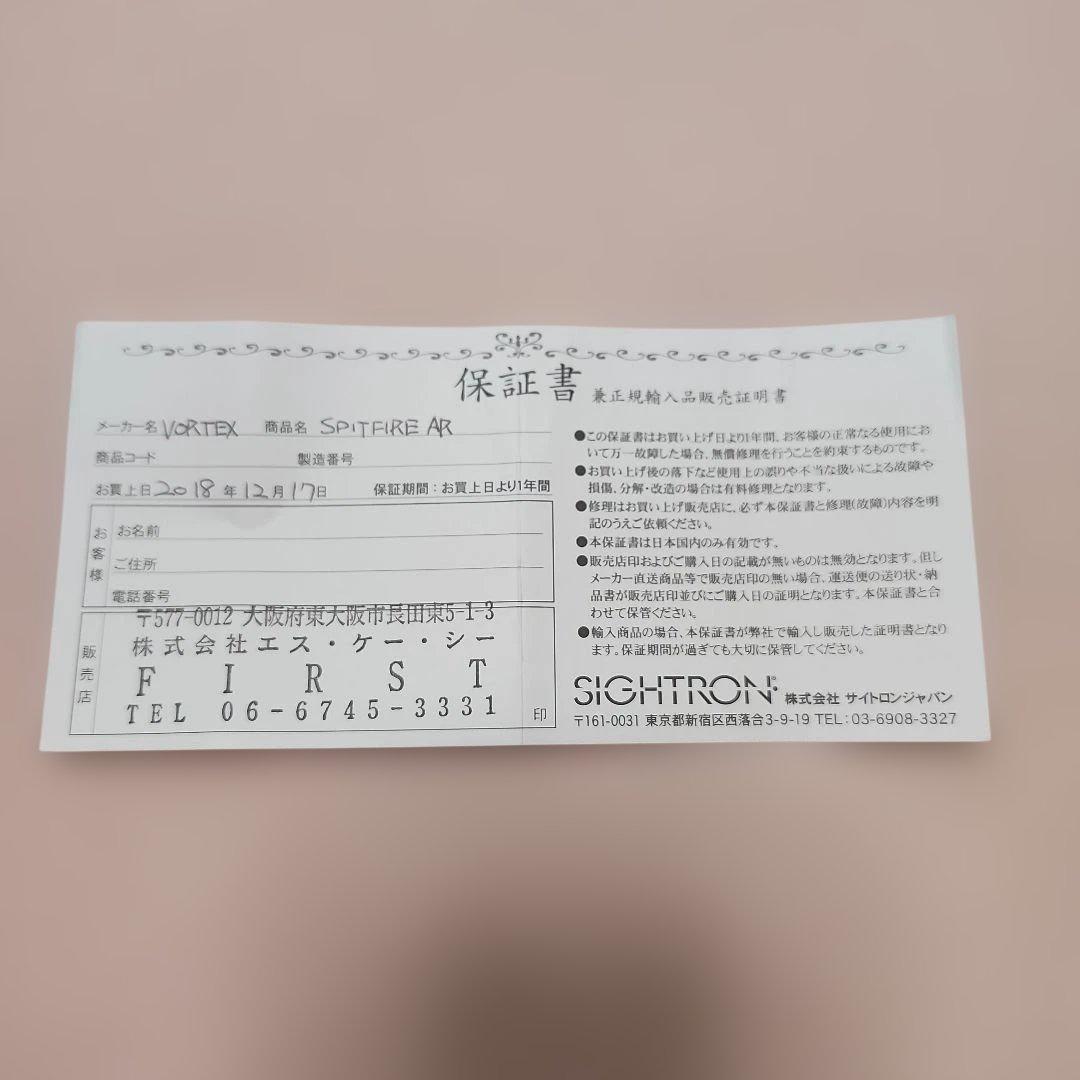 保証書 兼正規輸入品販売証明書
メーカー名 VORTEX 商品名 SPITFIRE AR
商品コード 製造番号
お買上日 2018年12月17日 保証期間：お買上日より1年間
お客様
お名前
ご住所
電話番号
販売店
〒577-0012 大阪府東大阪市長田東5-1-3
株式会社エス・ケー・シー
FIRST
TEL 06-6745-3331
印
●この保証書はお買い上げ日より1年間、お客様の正常なる使用にお
いて万一故障した場合、無償修理を行うことを約束するものです。
●お買い上げ後の落下など使用上の誤りや不当な扱いによる故障や
損傷、分解・改造の場合は有料修理となります。
●修理はお買い上げ販売店に、必ず本保証書と修理(故障)内容を明
記のうえご依頼ください。
●本保証書は日本国内のみ有効です。
●販売店印およびご購入日の記載が無いものは無効となります。但し
メーカー直送商品等で販売店印の無い場合、運送便の送り状・納
品書が販売店印並びにご購入日の証明となります。本保証書と合
わせて保管ください。
●輸入商品の場合、本保証書が弊社で輸入し販売した証明書となり
ます。保証期間が過ぎても大切に保管してください。
SIGHTRON® 株式会社 サイトロンジャパン
〒161-0031 東京都新宿区西落合3-9-19 TEL：03-6908-3327